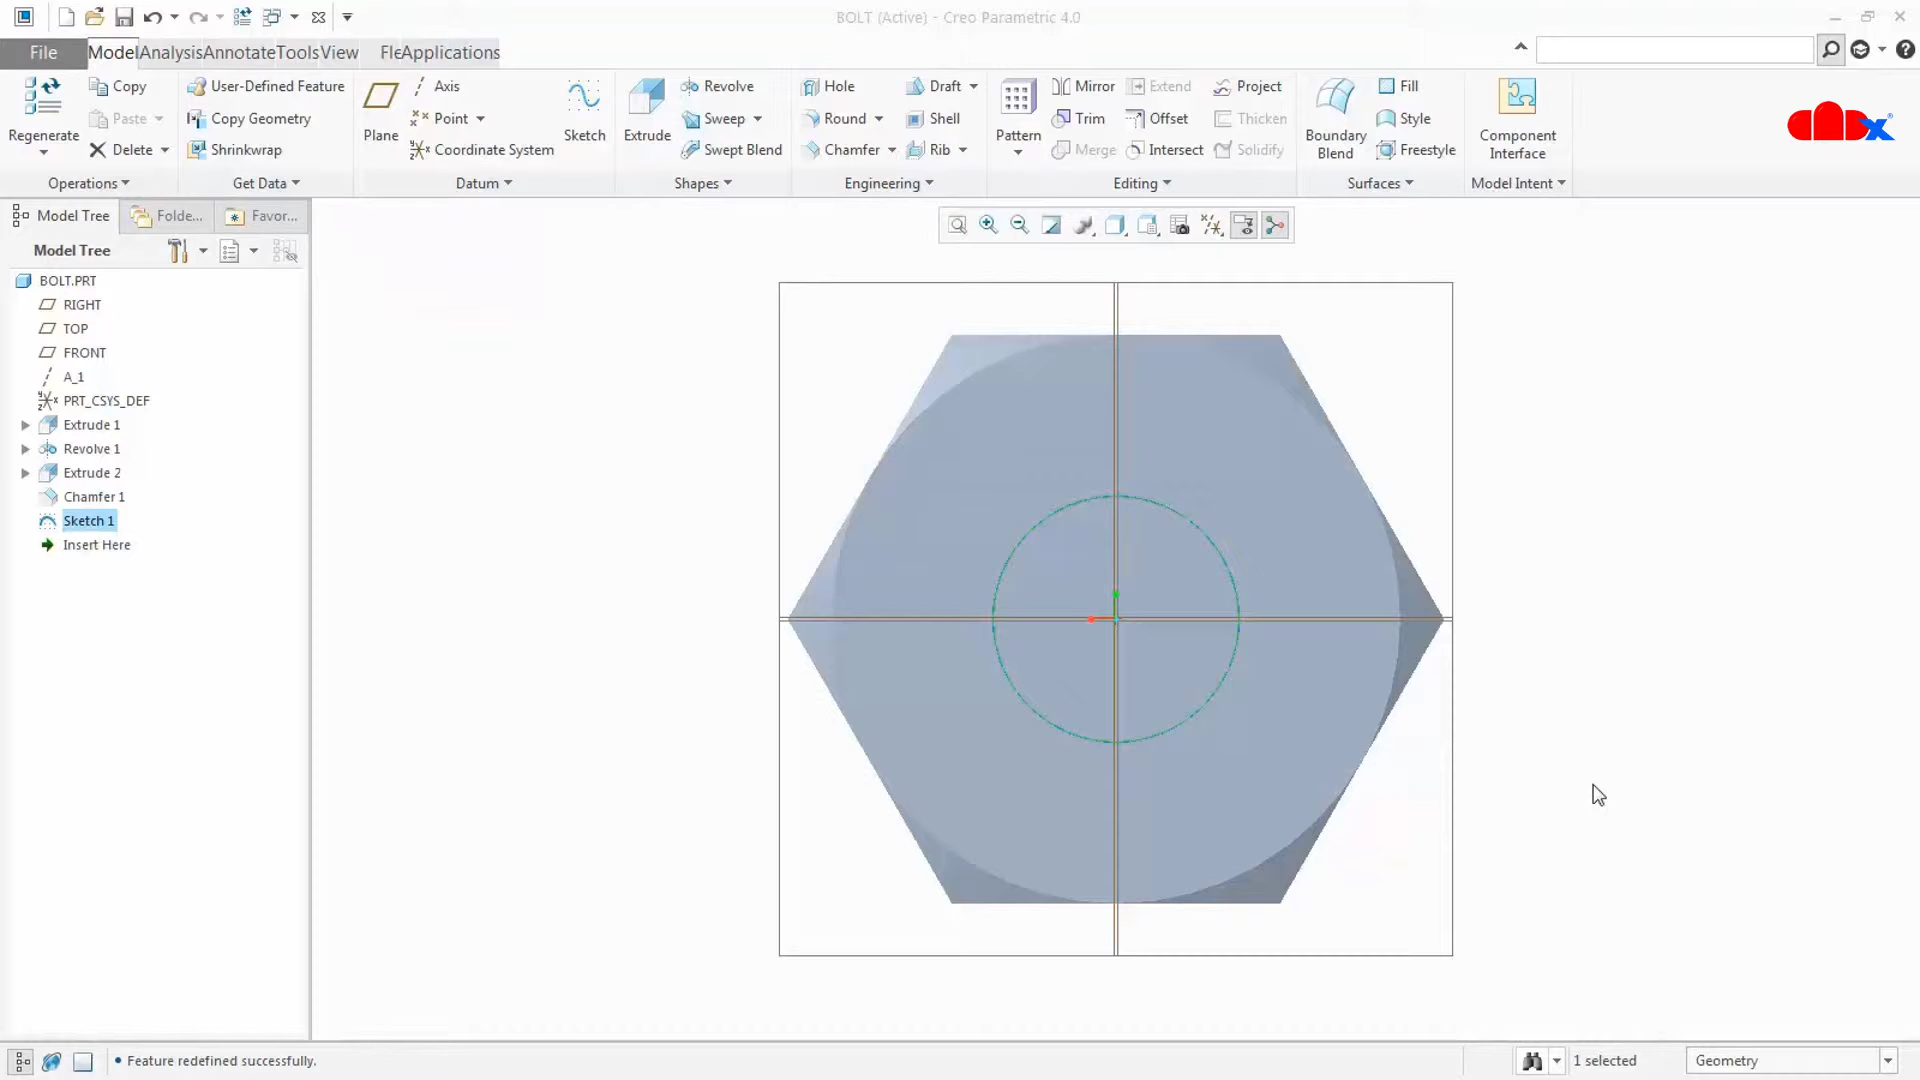 BOLT (Active) - Creo Parametric 4.0
File Model Analysis Annotate Tools View Fle Applications
Regenerate Copy Paste Delete
User-Defined Feature Copy Geometry Shrinkwrap
Plane Axis Point Coordinate System Sketch
Extrude Revolve Sweep Swept Blend
Hole Round Chamfer Draft Shell Rib
Pattern Mirror Trim Merge Extend Offset Intersect Project Thicken Solidify
Boundary Blend Fill Style Freestyle
Component Interface
Operations Get Data Datum Shapes Engineering Editing Surfaces Model Intent
CADX
Model Tree Folde... Favor...
Model Tree
BOLT.PRT
RIGHT
TOP
FRONT
A_1
PRT_CSYS_DEF
Extrude 1
Revolve 1
Extrude 2
Chamfer 1
Sketch 1
Insert Here
• Feature redefined successfully. 1 selected Geometry